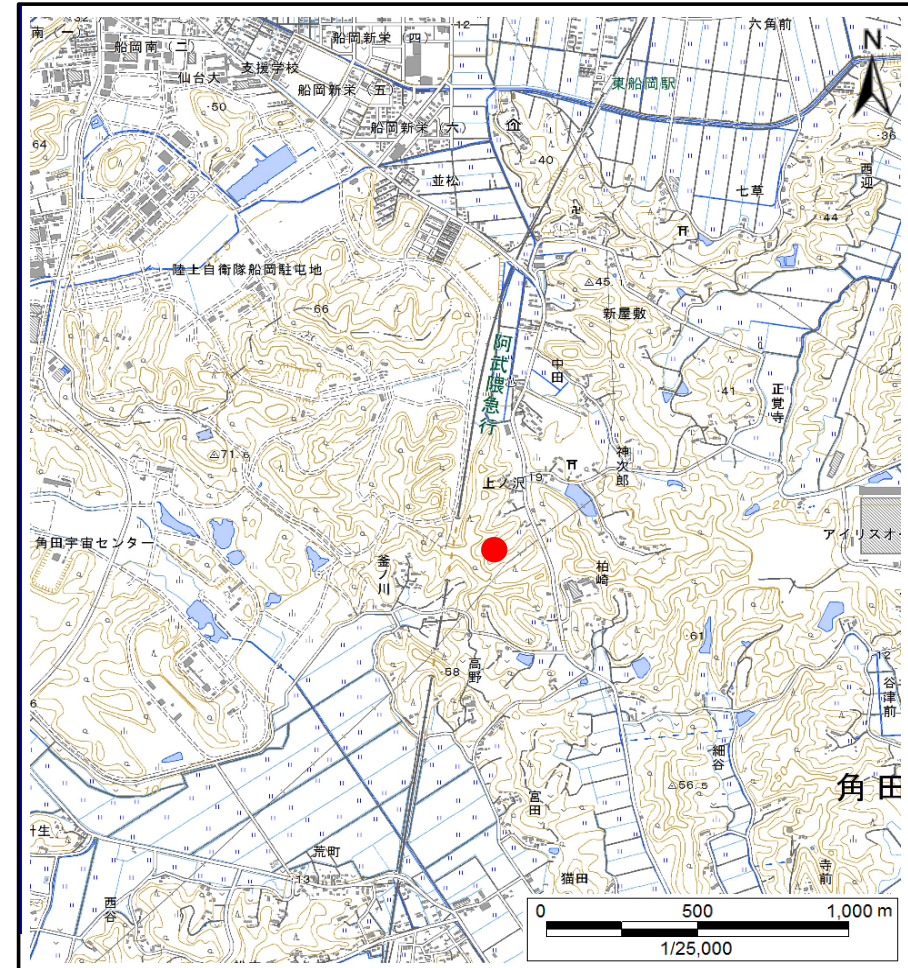 南(一)
12
六角前
船岡新栄(四)
船岡南(二)
支援学校
仙台大
N
東船岡駅
船岡新栄(五)
50
船岡新栄(六)
36
64
40
西迎
並松
七草
44
陸上自衛隊船岡駐屯地
45.1
66
新屋敷
阿武隈急行
中田
41
正覚寺
神次郎
71.6
上ノ沢
19
角田宇宙センター
アイリスオー
釜ノ川
柏崎
61
高野
68
12
谷津前
細谷
10
56.5
角田
宮田
荒町
13
猫田
寺前
西谷
0 500 1,000 m
1/25,000